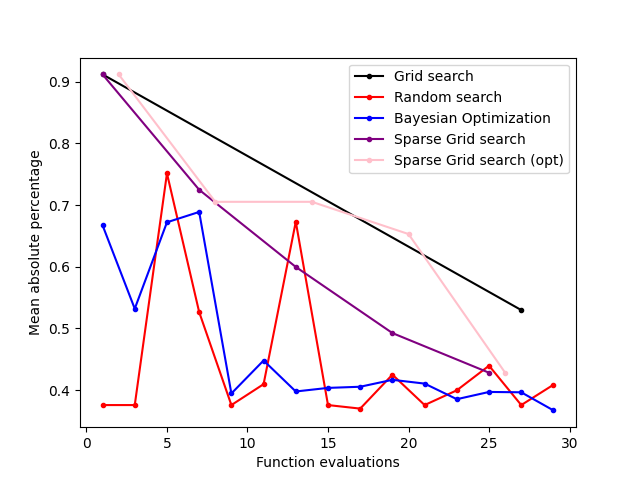 Grid search
Random search
Bayesian Optimization
Sparse Grid search
Sparse Grid search (opt)
Mean absolute percentage
0.9
0.8
0.7
0.6
0.5
0.4
0 5 10 15 20 25 30
Function evaluations